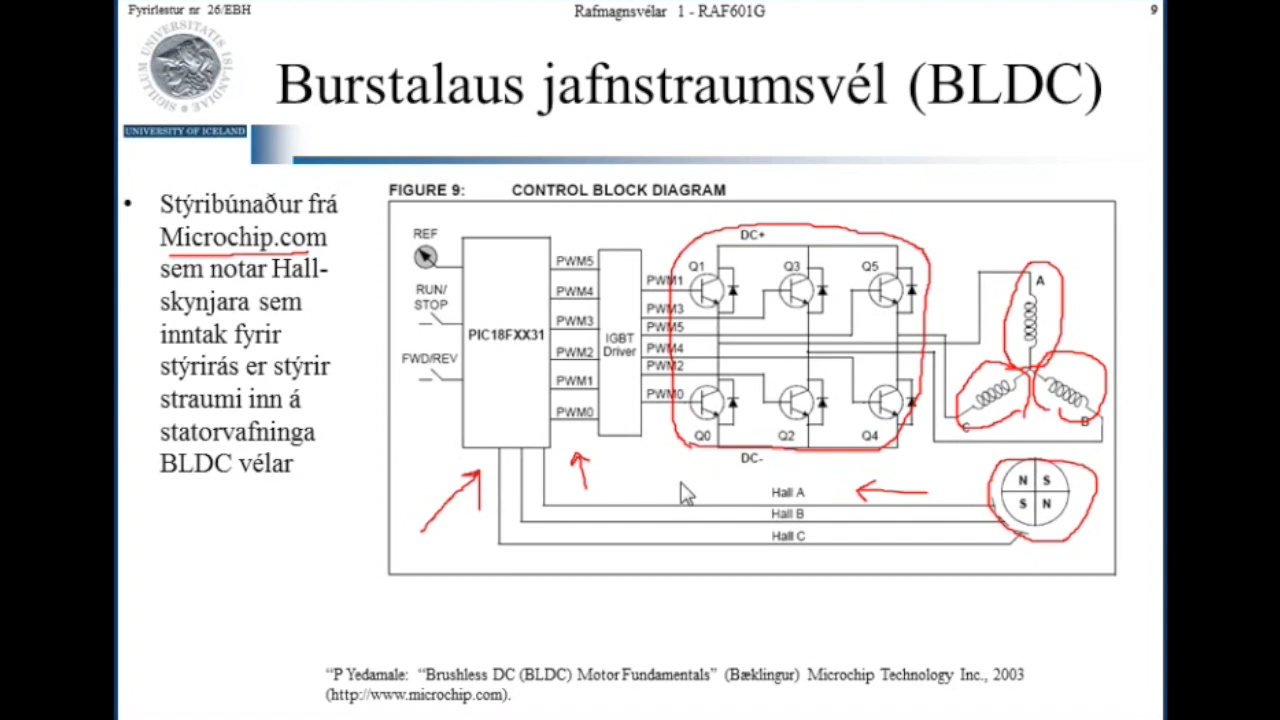 Fyrirlestur nr 26/EBH
Rafmagnsvélar 1 - RAF601G
9
SIGILLUM UNIVERSITATIS ISLANDIAE
UNIVERSITY OF ICELAND
Burstalaus jafnstraumsvél (BLDC)
• Stýribúnaður frá
Microchip.com
sem notar Hall-
skynjara sem
inntak fyrir
stýrirás er stýrir
straumi inn á
statorvafninga
BLDC vélar
FIGURE 9: CONTROL BLOCK DIAGRAM
REF
RUN/
STOP
FWD/REV
PIC18FXX31
PWM5
PWM4
PWM3
PWM2
PWM1
PWM0
IGBT
Driver
PWM1
PWM3
PWM5
PWM4
PWM2
PWM0
DC+
Q1
Q3
Q5
Q0
Q2
Q4
DC-
A
C
B
N S
S N
Hall A
Hall B
Hall C
“P Yedamale: “Brushless DC (BLDC) Motor Fundamentals” (Bæklingur) Microchip Technology Inc., 2003
(http://www.microchip.com).